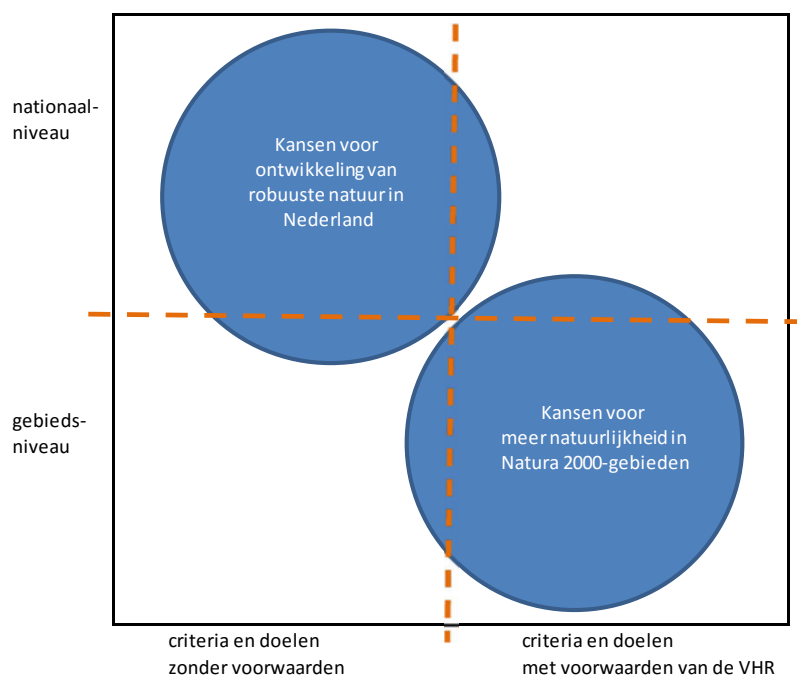 nationaal-
niveau
Kansen voor
ontwikkeling van
robuuste natuur in
Nederland
gebieds-
niveau
Kansen voor
meer natuurlijkheid in
Natura 2000-gebieden
criteria en doelen
zonder voorwaarden
criteria en doelen
met voorwaarden van de VHR